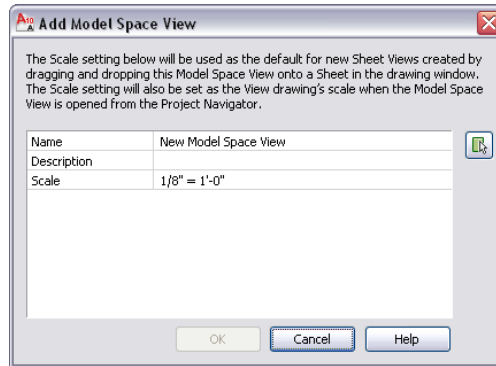 Add Model Space View
The Scale setting below will be used as the default for new Sheet Views created by
dragging and dropping this Model Space View onto a Sheet in the drawing window.
The Scale setting will also be set as the View drawing's scale when the Model Space
View is opened from the Project Navigator.
Name New Model Space View
Description
Scale 1/8" = 1'-0"
OK Cancel Help